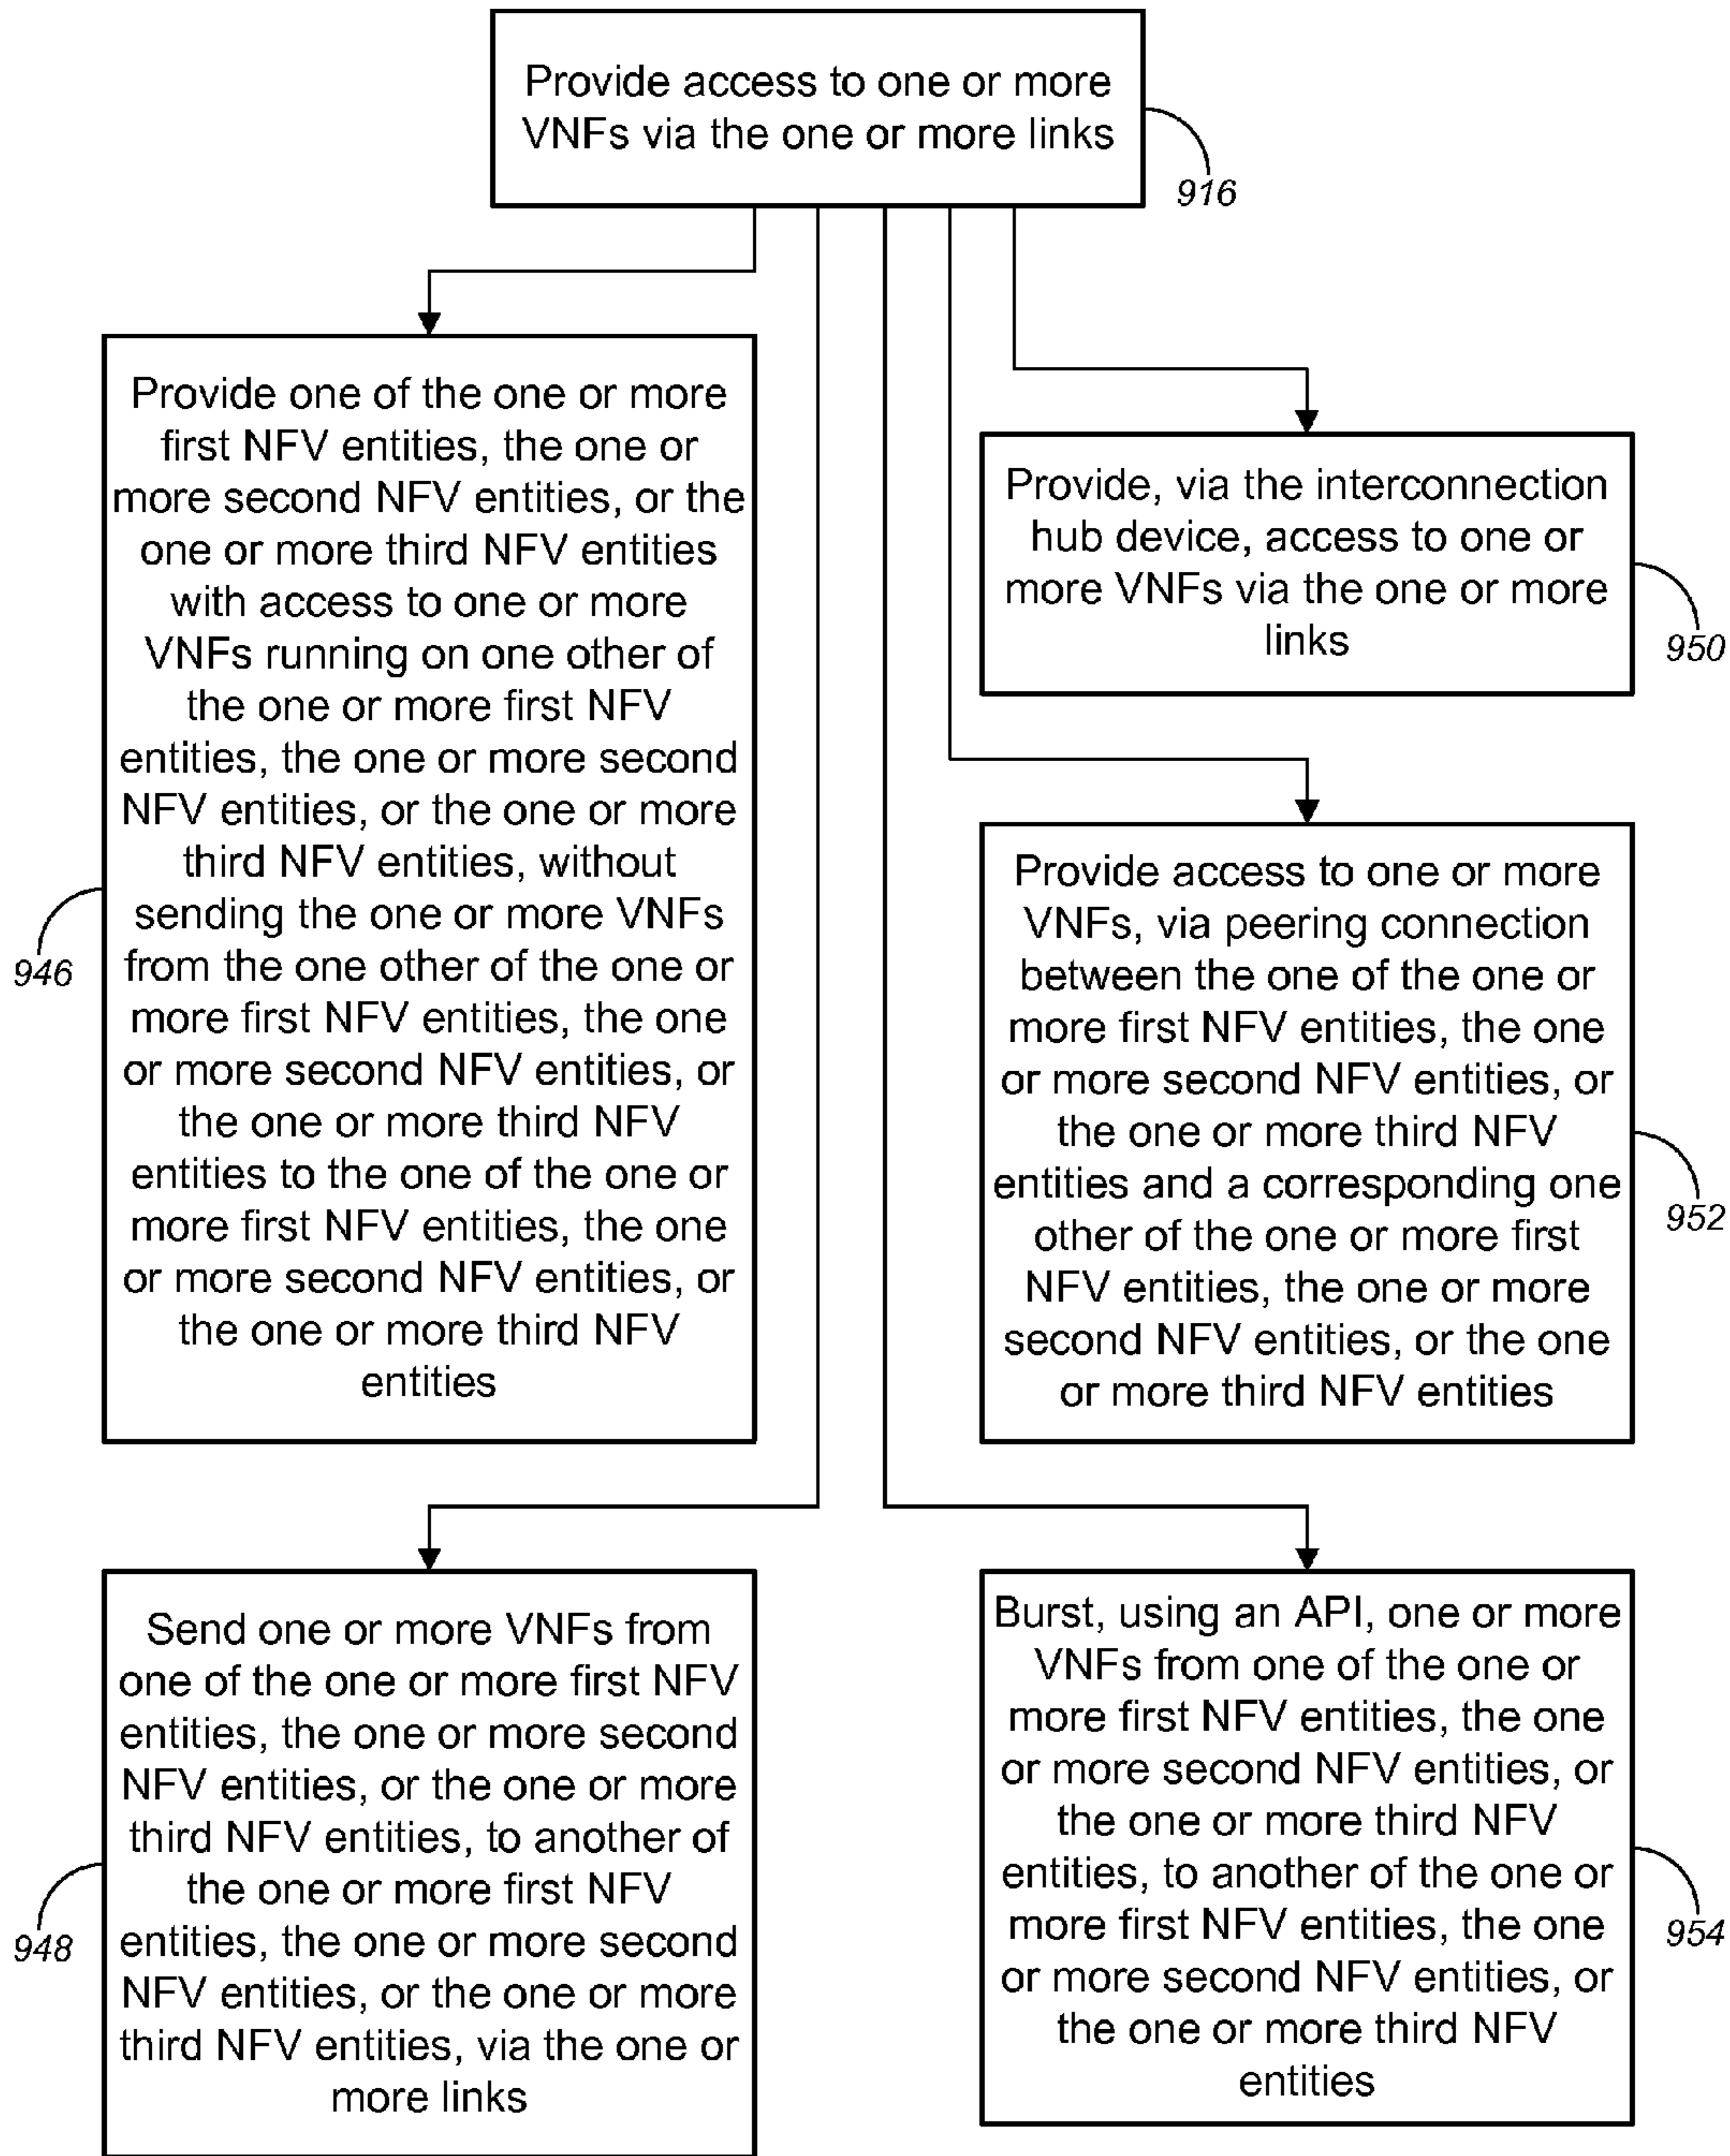 Provide access to one or more
VNFs via the one or more links
916
Provide one of the one or more
first NFV entities, the one or
more second NFV entities, or the
one or more third NFV entities
with access to one or more
VNFs running on one other of
the one or more first NFV
entities, the one or more second
NFV entities, or the one or more
third NFV entities, without
sending the one or more VNFs
from the one other of the one or
more first NFV entities, the one
or more second NFV entities, or
the one or more third NFV
entities to the one of the one or
more first NFV entities, the one
or more second NFV entities, or
the one or more third NFV
entities
946
Provide, via the interconnection
hub device, access to one or
more VNFs via the one or more
links
950
Provide access to one or more
VNFs, via peering connection
between the one of the one or
more first NFV entities, the one
or more second NFV entities, or
the one or more third NFV
entities and a corresponding one
other of the one or more first
NFV entities, the one or more
second NFV entities, or the one
or more third NFV entities
952
Send one or more VNFs from
one of the one or more first NFV
entities, the one or more second
NFV entities, or the one or more
third NFV entities, to another of
the one or more first NFV
entities, the one or more second
NFV entities, or the one or more
third NFV entities, via the one or
more links
948
Burst, using an API, one or more
VNFs from one of the one or
more first NFV entities, the one
or more second NFV entities, or
the one or more third NFV
entities, to another of the one or
more first NFV entities, the one
or more second NFV entities, or
the one or more third NFV
entities
954